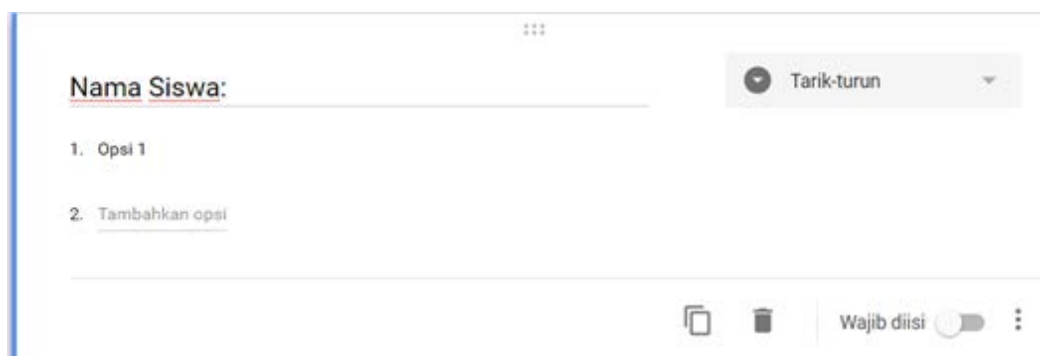 Nama Siswa:
Tarik-turun
1. Opsi 1
2. Tambahkan opsi
Wajib diisi